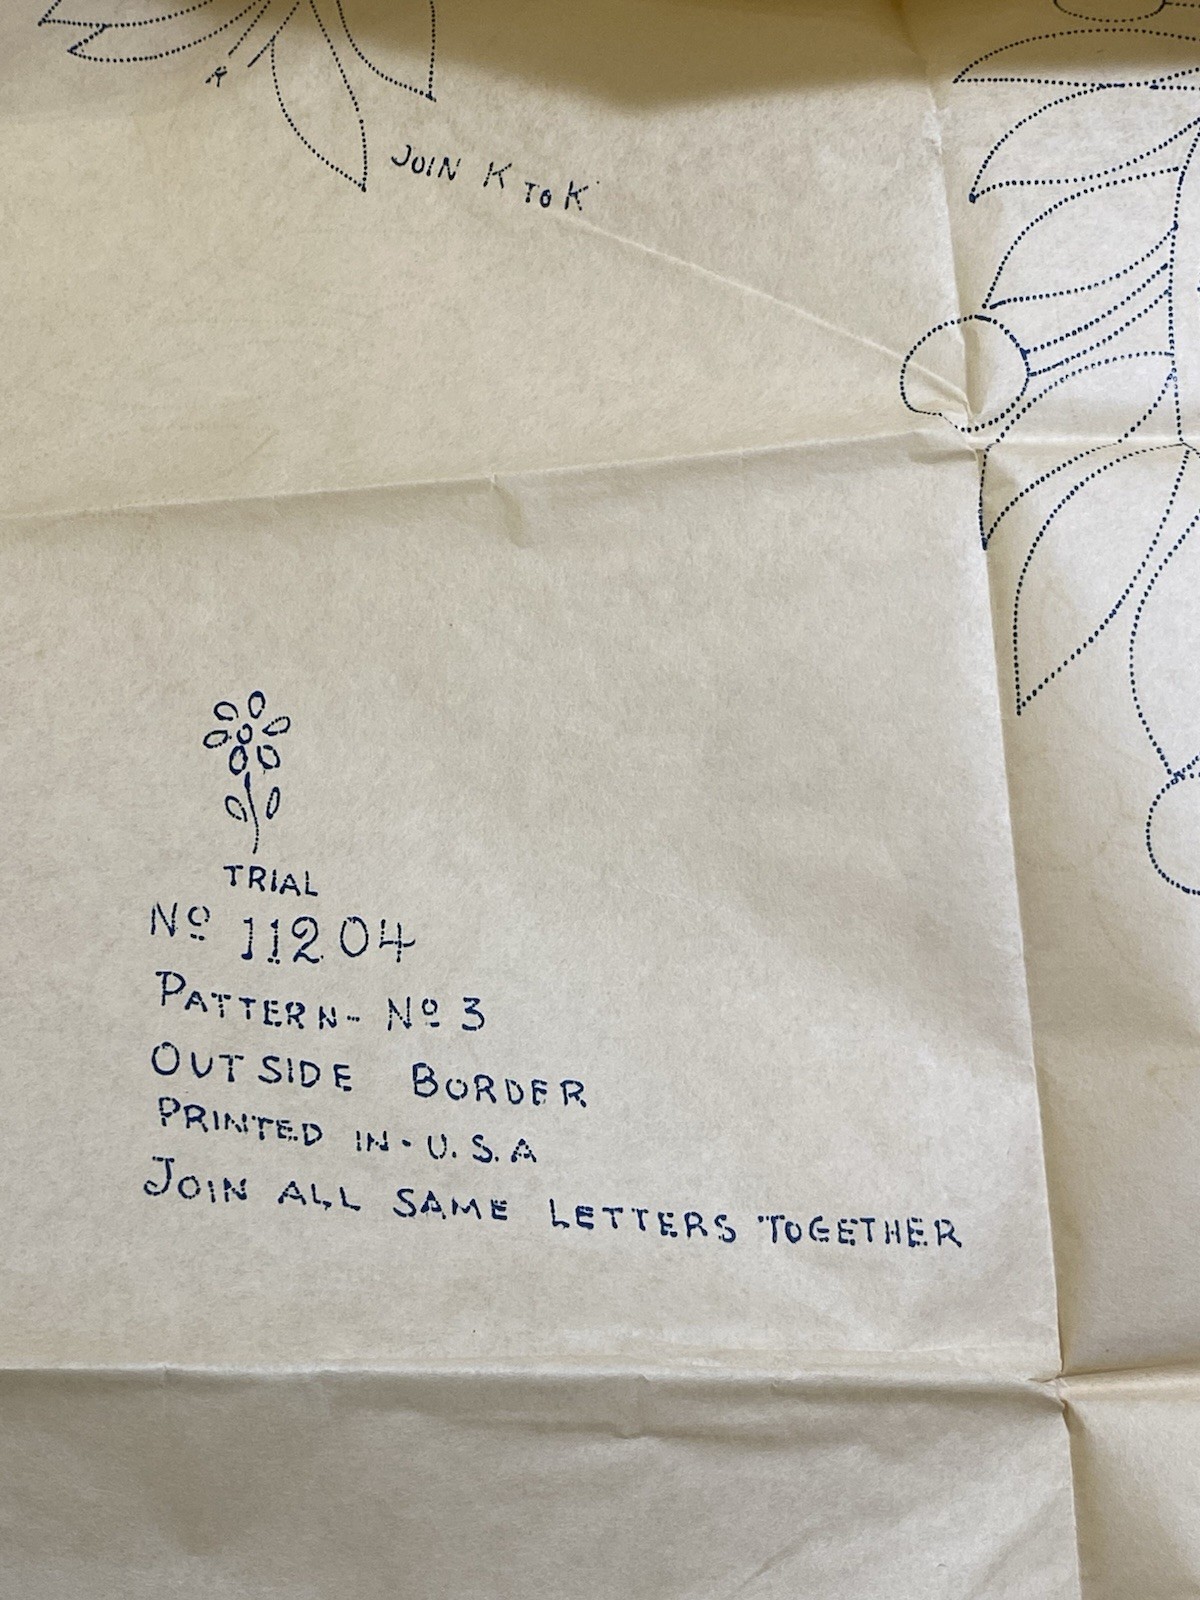 K
JOIN K TO K
TRIAL
Nº 11204
PATTERN- Nº 3
OUTSIDE BORDER
PRINTED IN-U.S.A
JOIN ALL SAME LETTERS TOGETHER